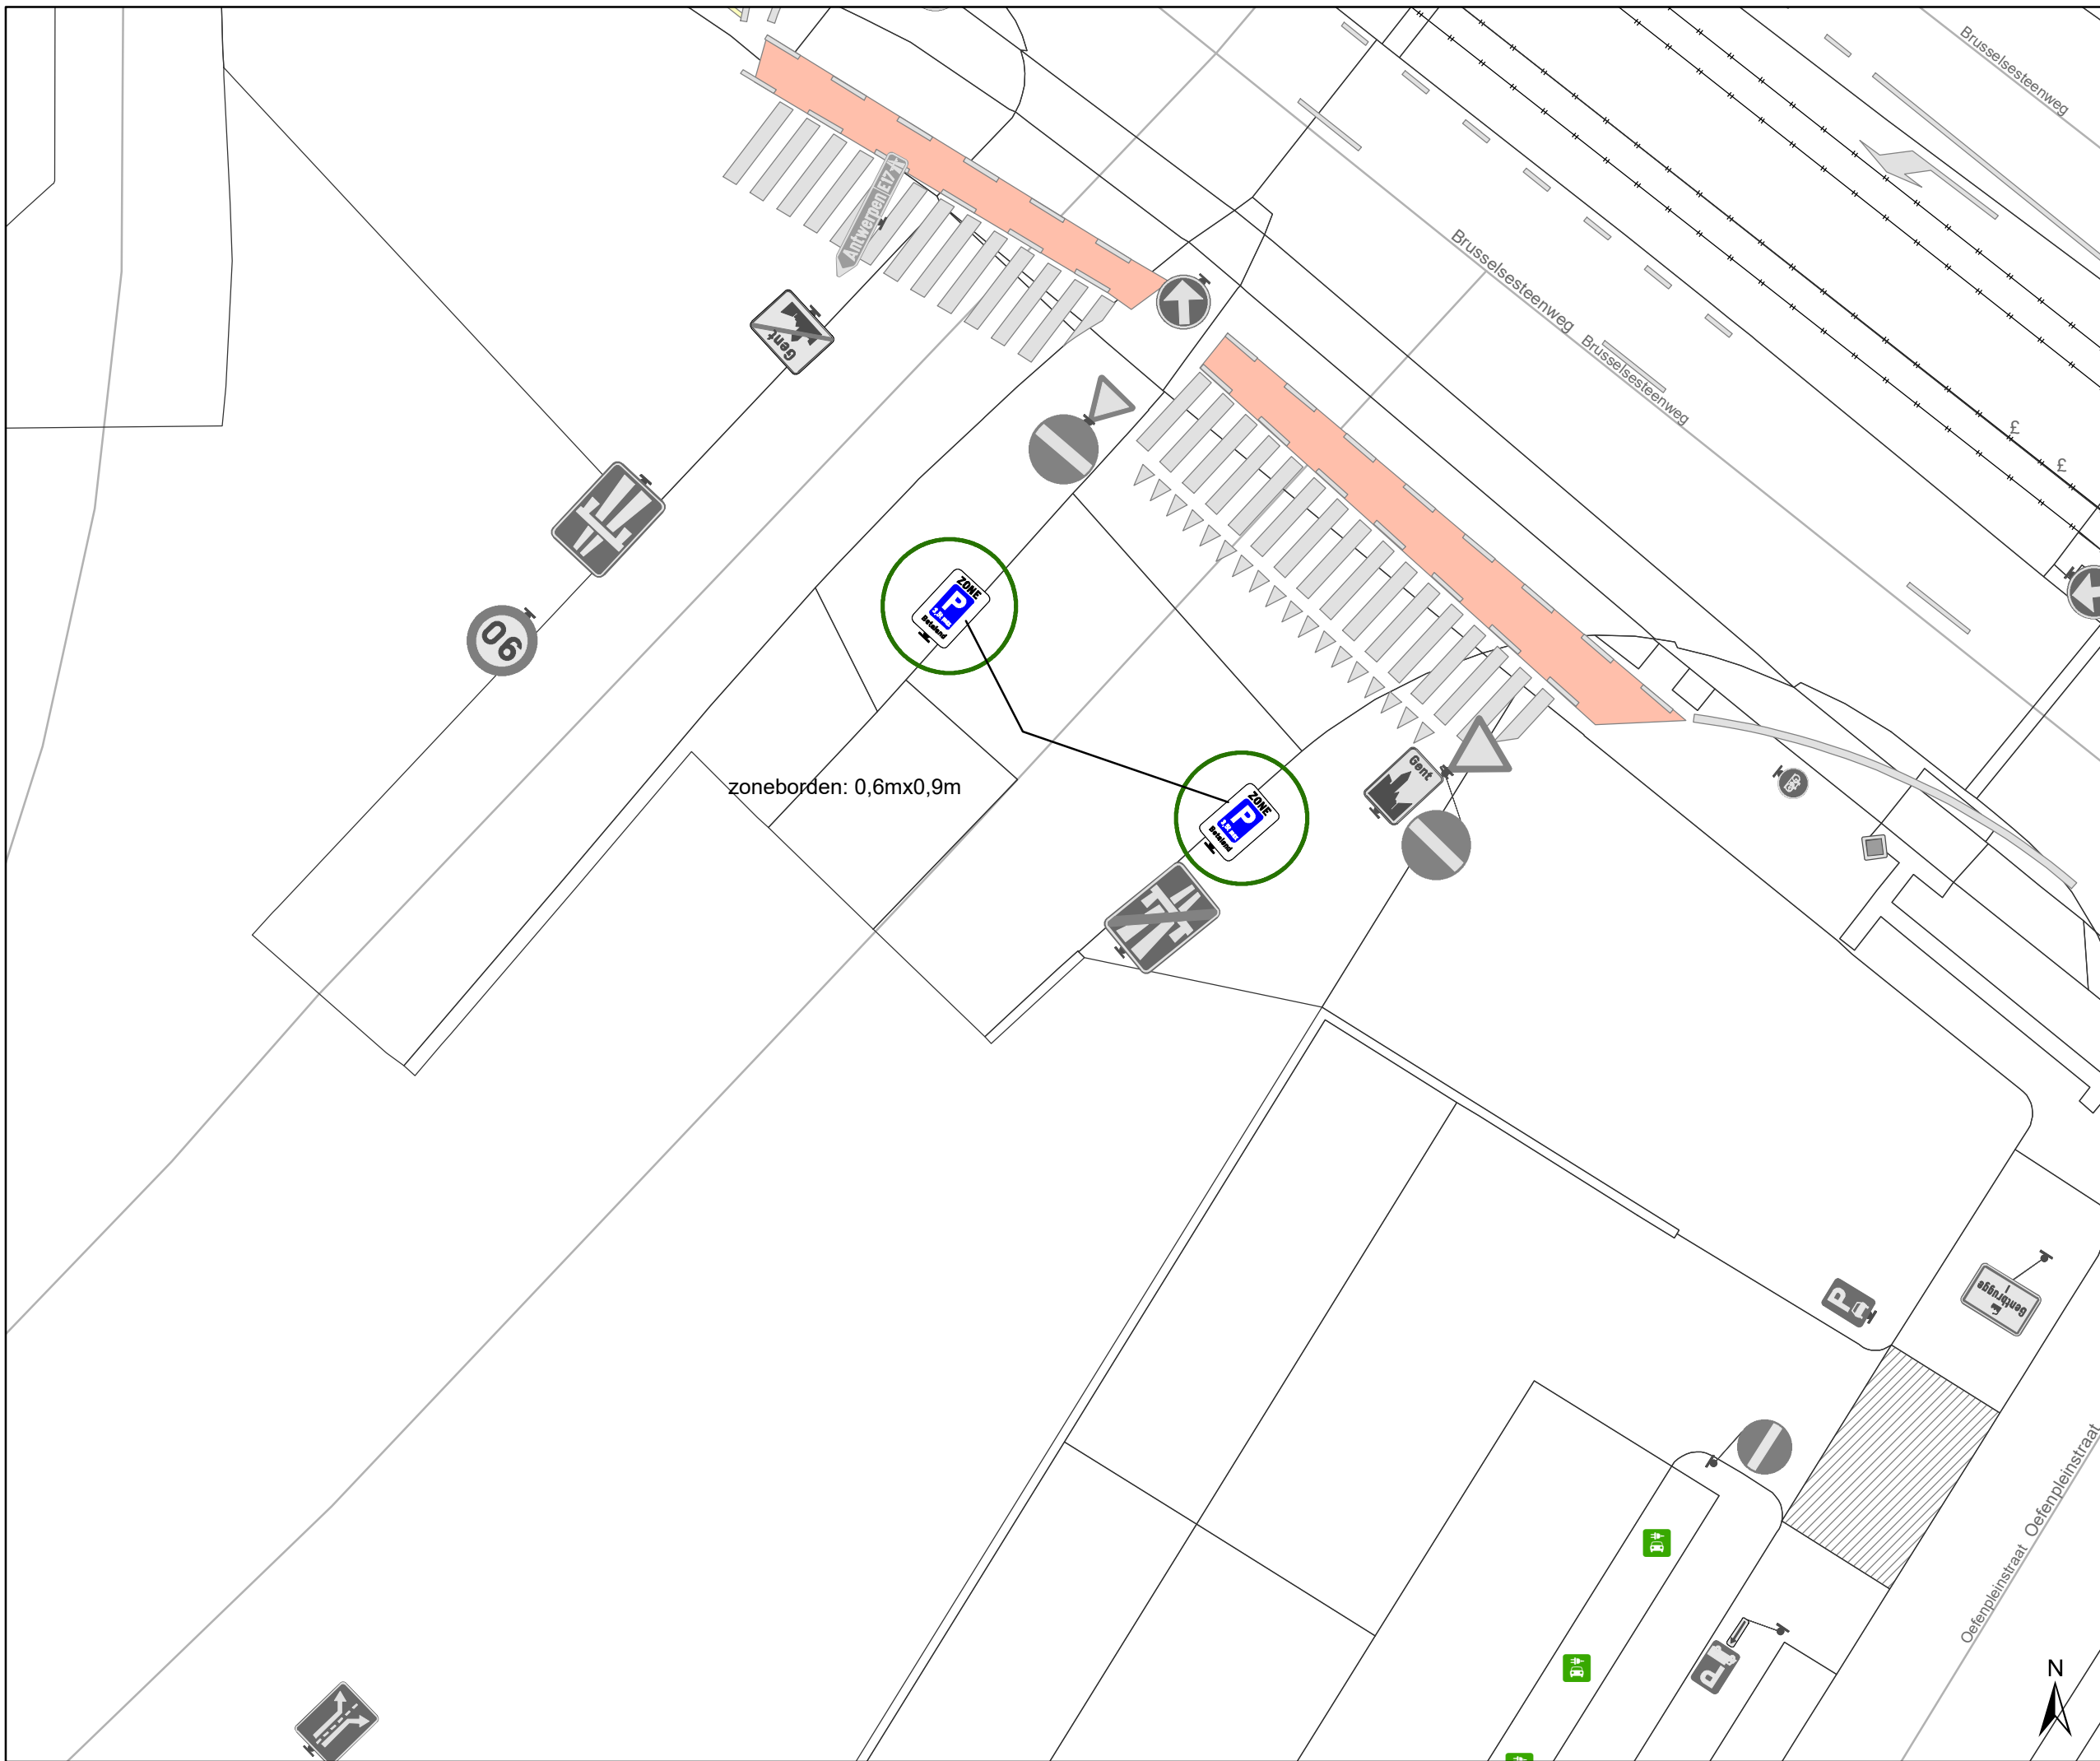 Brusselsesteenweg
Antwerpen E17
Brusselsesteenweg
Gent
Brusselsesteenweg
£
£
90
ZONE
P
Betalend
zoneborden: 0,6mx0,9m
Gent
ZONE
P
Betalend
P
Gentbrugge
Oefenpleinstraat
Oefenpleinstraat
P
N